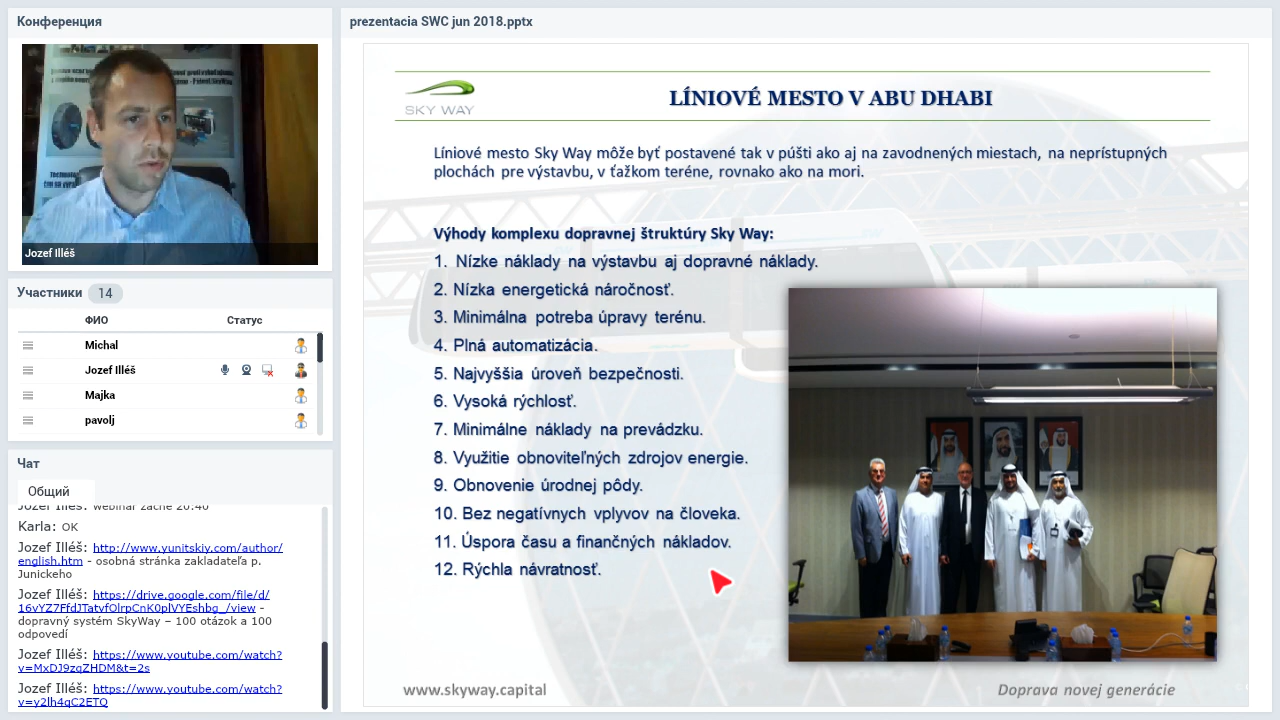 Конференция
Jozef Illéš
Участники 14
ФИО Статус
Michal
Jozef Illéš
Majka
pavolj
Чат
Общий
Jozef Illéš: webinár začne 20:40
Karla: OK
Jozef Illéš: http://www.yunitskiy.com/author/
english.htm - osobná stránka zakladateľa p.
Junickeho
Jozef Illéš: https://drive.google.com/file/d/
16vYZ7FfdJTatvfOlrpCnK0plVYEshbg_/view -
dopravný systém SkyWay – 100 otázok a 100
odpovedí
Jozef Illéš: https://www.youtube.com/watch?
v=MxDJ9zqZHDM&t=2s
Jozef Illéš: https://www.youtube.com/watch?
v=y2lh4qC2ETQ
prezentacia SWC jun 2018.pptx
SKY WAY
LÍNIOVÉ MESTO V ABU DHABI
Líniové mesto Sky Way môže byť postavené tak v púšti ako aj na zavodnených miestach, na neprístupných
plochách pre výstavbu, v ťažkom teréne, rovnako ako na mori.
Výhody komplexu dopravnej štruktúry Sky Way:
1. Nízke náklady na výstavbu aj dopravné náklady.
2. Nízka energetická náročnosť.
3. Minimálna potreba úpravy terénu.
4. Plná automatizácia.
5. Najvyššia úroveň bezpečnosti.
6. Vysoká rýchlosť.
7. Minimálne náklady na prevádzku.
8. Využitie obnoviteľných zdrojov energie.
9. Obnovenie úrodnej pôdy.
10. Bez negatívnych vplyvov na človeka.
11. Úspora času a finančných nákladov.
12. Rýchla návratnosť.
www.skyway.capital
Doprava novej generácie